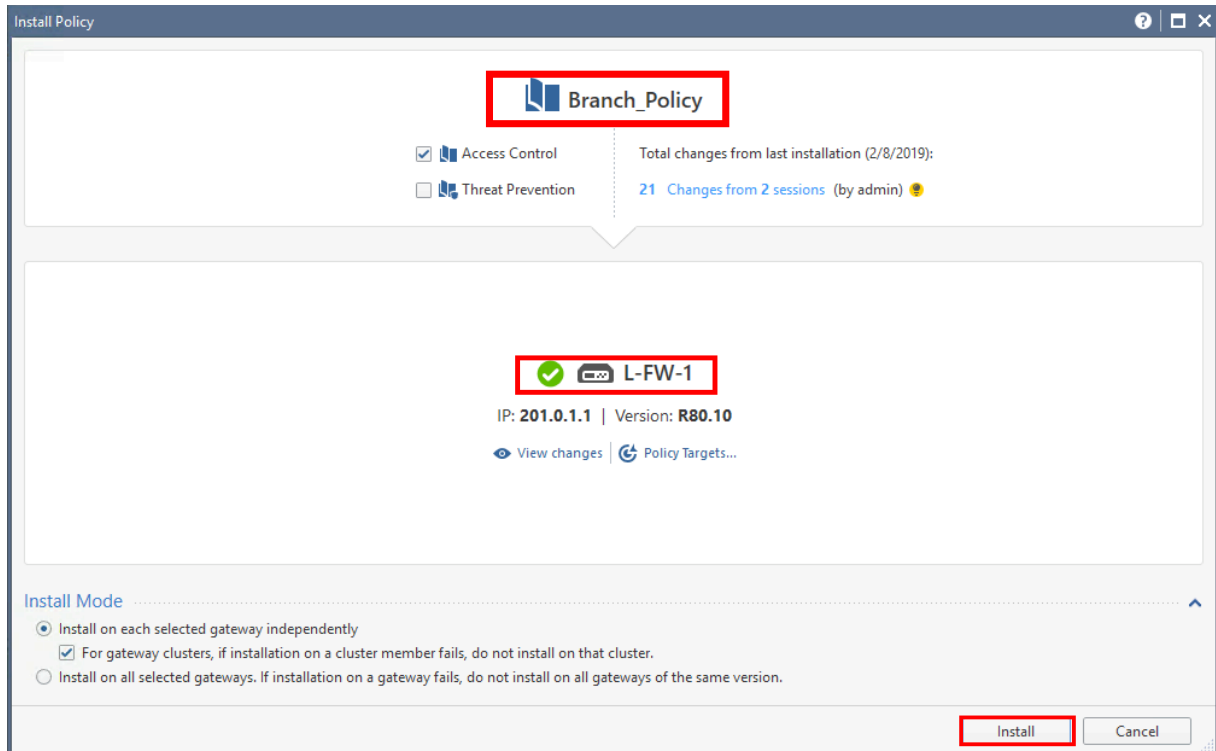 Install Policy
Branch_Policy
Access Control
Total changes from last installation (2/8/2019):
Threat Prevention
21 Changes from 2 sessions (by admin)
L-FW-1
IP: 201.0.1.1 | Version: R80.10
View changes | Policy Targets...
Install Mode
Install on each selected gateway independently
For gateway clusters, if installation on a cluster member fails, do not install on that cluster.
Install on all selected gateways. If installation on a gateway fails, do not install on all gateways of the same version.
Install
Cancel